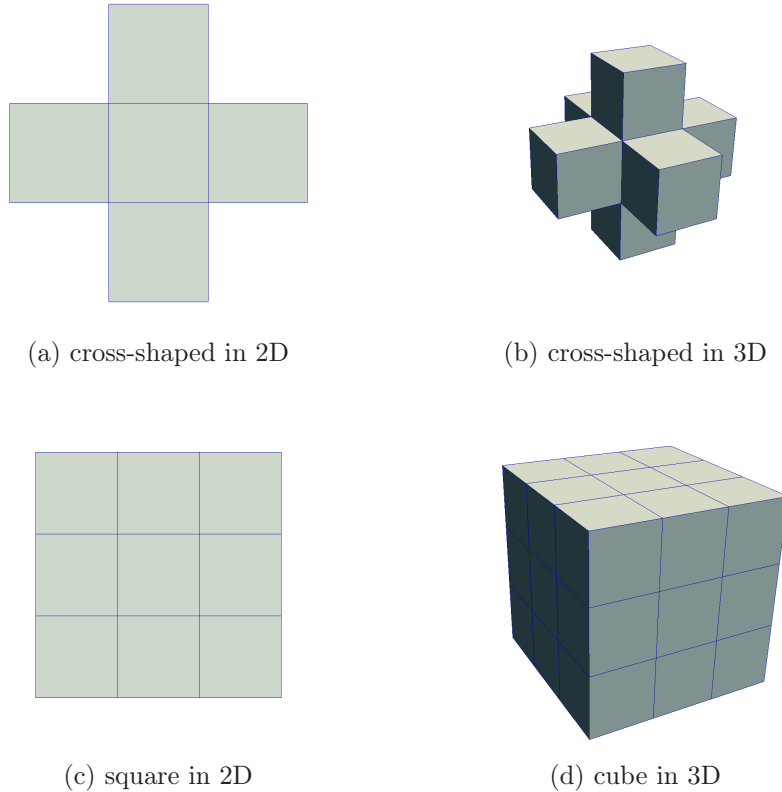 (a) cross-shaped in 2D
(b) cross-shaped in 3D
(c) square in 2D
(d) cube in 3D